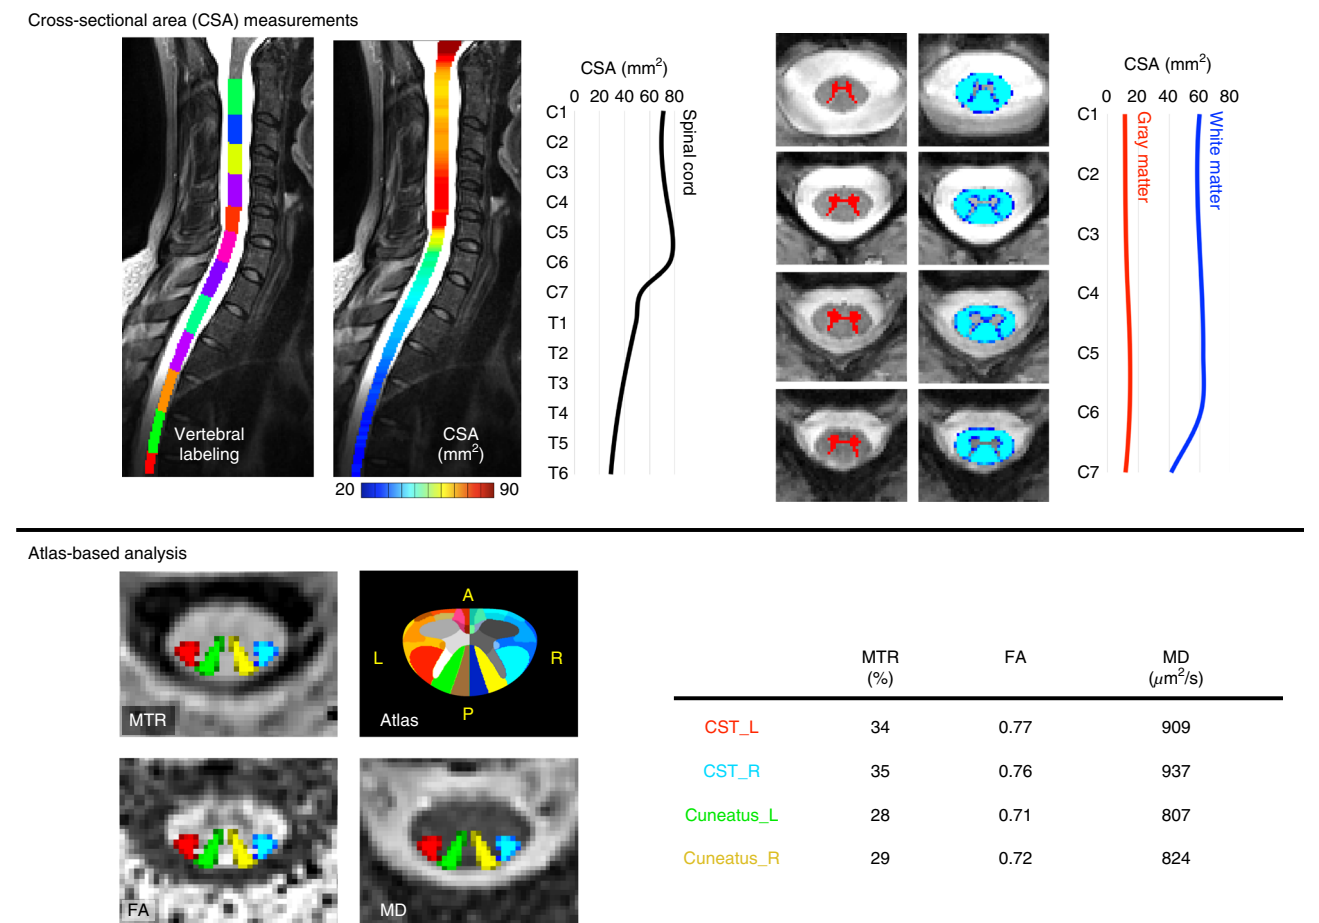 Cross-sectional area (CSA) measurements
Vertebral
labeling
CSA
(mm²)
20
90
CSA (mm²)
0 20 40 60 80
C1
C2
C3
C4
C5
C6
C7
T1
T2
T3
T4
T5
T6
Spinal cord
CSA (mm²)
0 20 40 60 80
C1
C2
C3
C4
C5
C6
C7
Gray matter
White matter
Atlas-based analysis
MTR
A
L
R
P
Atlas
FA
MD
MTR (%) FA MD (µm²/s)
CST_L 34 0.77 909
CST_R 35 0.76 937
Cuneatus_L 28 0.71 807
Cuneatus_R 29 0.72 824